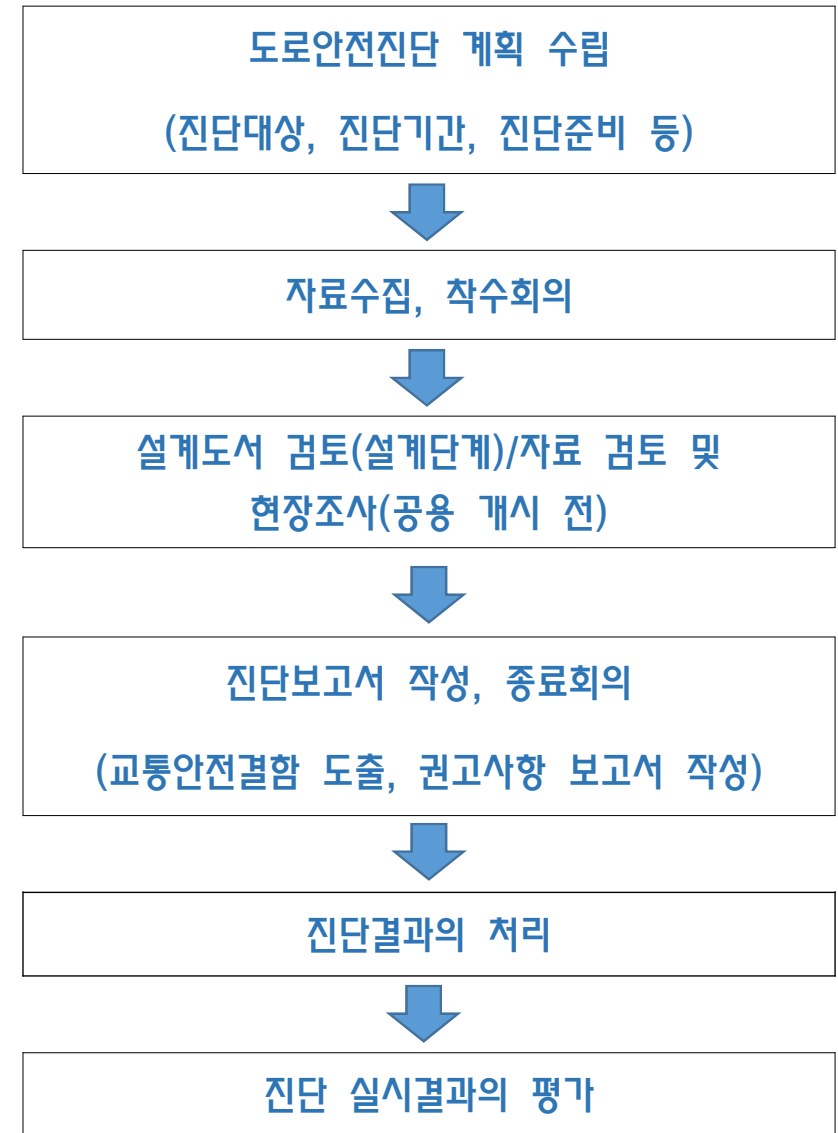 도로안전진단 계획 수립
(진단대상, 진단기간, 진단준비 등)
자료수집, 착수회의
설계도서 검토(설계단계)/자료 검토 및
현장조사(공용 개시 전)
진단보고서 작성, 종료회의
(교통안전결함 도출, 권고사항 보고서 작성)
진단결과의 처리
진단 실시결과의 평가